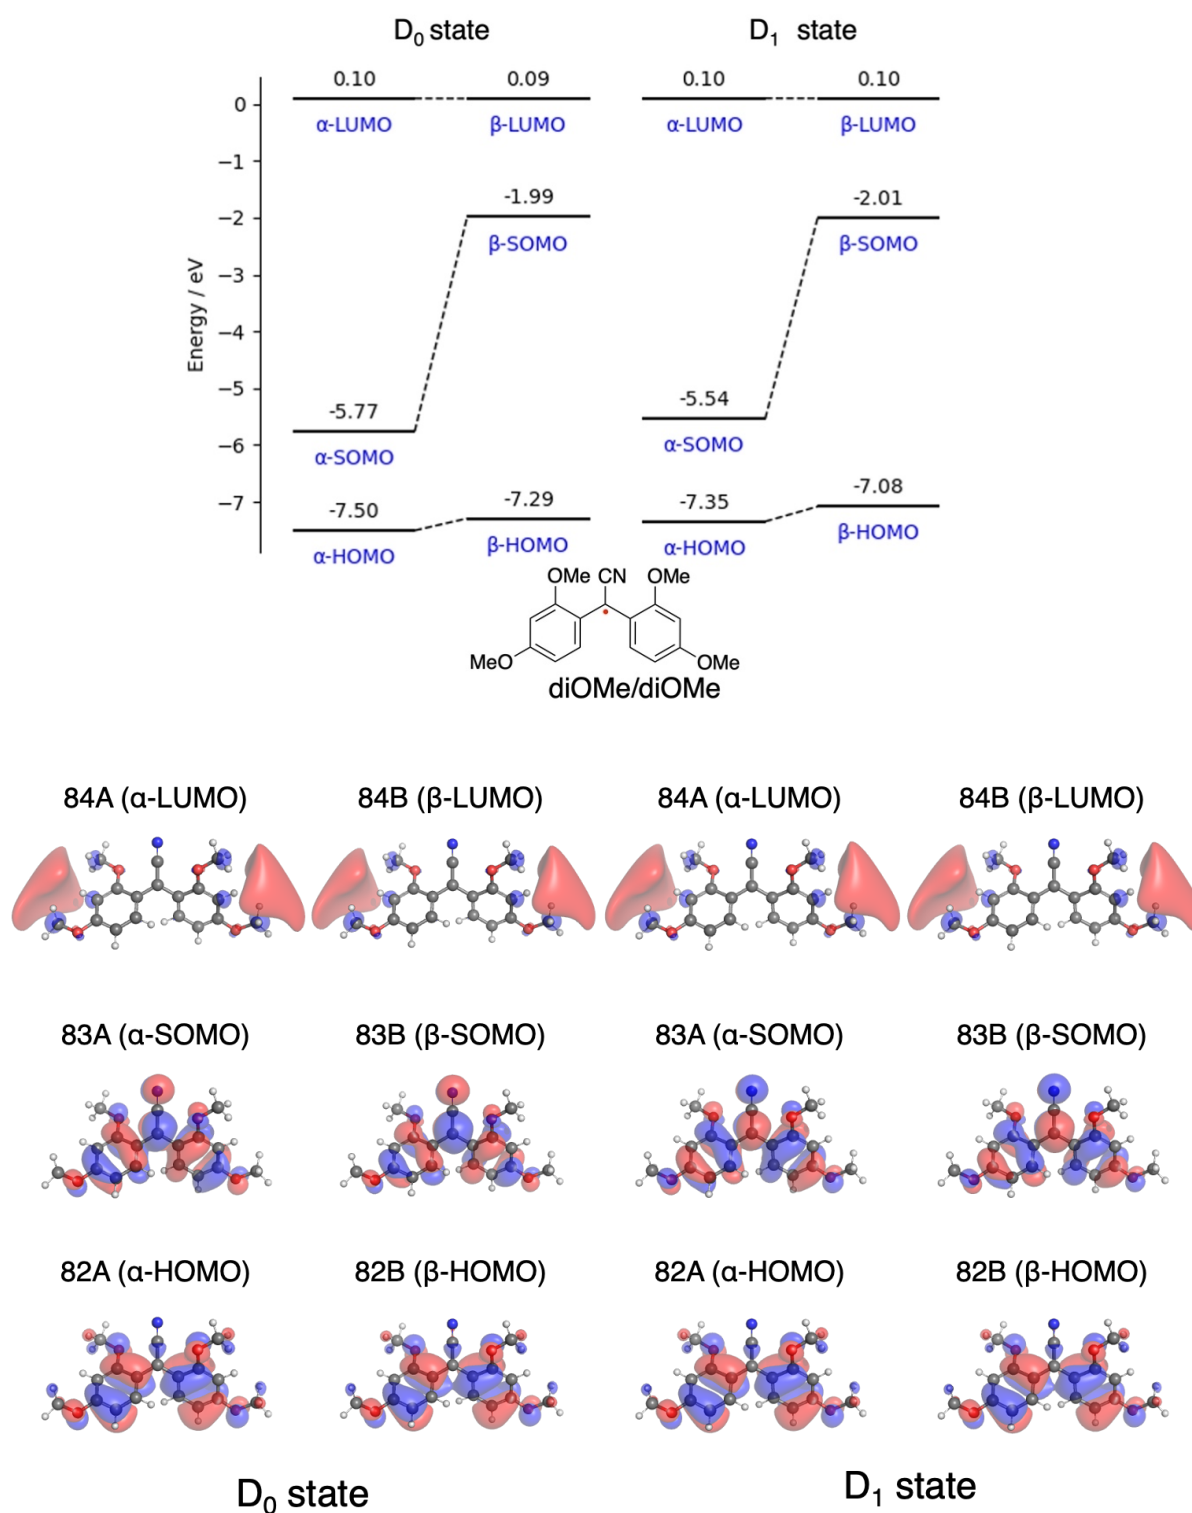 D₀ state D₁ state
0.10 0.09 0.10 0.10
0
α-LUMO β-LUMO α-LUMO β-LUMO
−1
-1.99 -2.01
−2
β-SOMO β-SOMO
−3
Energy / eV
−4
−5
-5.77 -5.54
α-SOMO α-SOMO
−6
-7.50 -7.29 -7.35 -7.08
−7
α-HOMO β-HOMO α-HOMO β-HOMO
OMe CN OMe
MeO OMe
diOMe/diOMe
84A (α-LUMO) 84B (β-LUMO) 84A (α-LUMO) 84B (β-LUMO)
83A (α-SOMO) 83B (β-SOMO) 83A (α-SOMO) 83B (β-SOMO)
82A (α-HOMO) 82B (β-HOMO) 82A (α-HOMO) 82B (β-HOMO)
D₀ state D₁ state